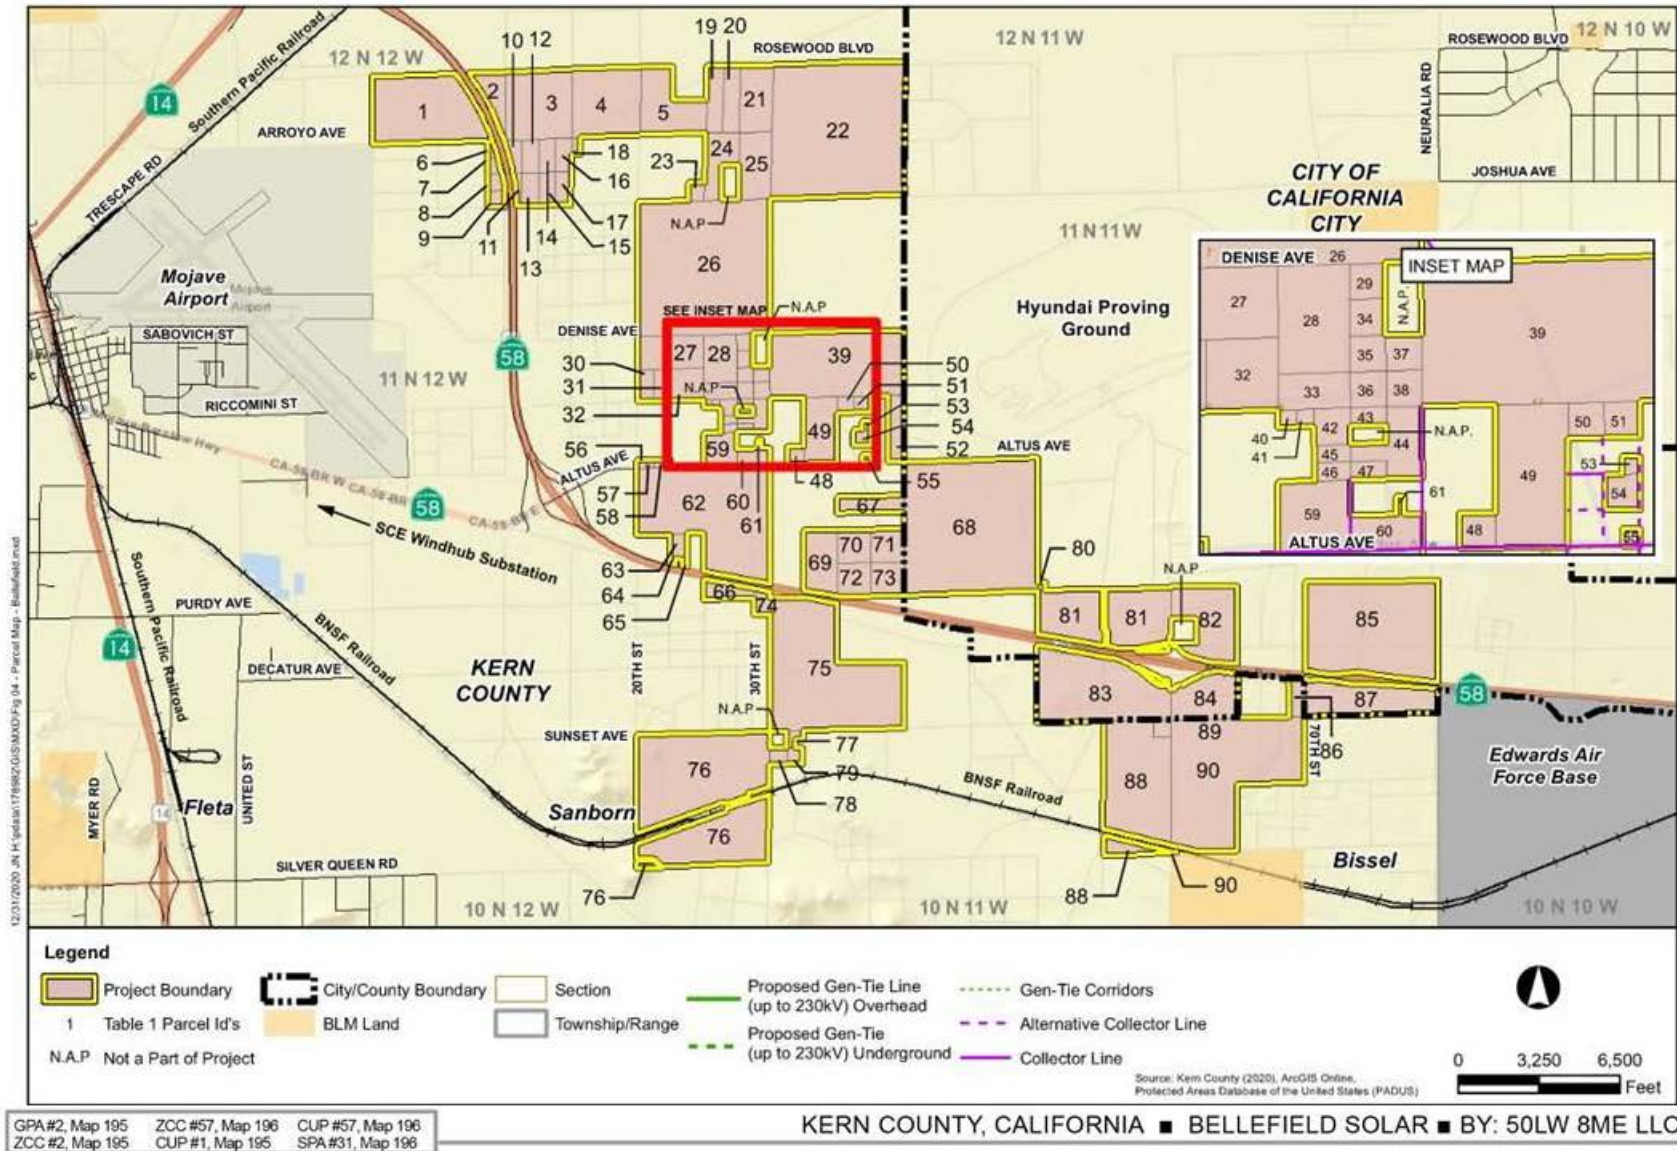 12 N 12 W
12 N 11 W
12 N 10 W
19 20
10 12
ROSEWOOD BLVD
ROSEWOOD BLVD
14
Southern Pacific Railroad
1
2
3
4
5
21
22
NEURALIA RD
ARROYO AVE
JOSHUA AVE
6
7
8
9
11
13
14
15
16
17
18
23
24
25
N.A.P
TRESCAPE RD
CITY OF
CALIFORNIA
CITY
11 N 11 W
26
Mojave
Airport
SABOVICH ST
RICCOMINI ST
58
11 N 12 W
DENISE AVE
SEE INSET MAP
N.A.P
Hyundai Proving
Ground
27
28
39
30
31
32
N.A.P
50
51
53
54
52
49
59
56
57
58
ALTUS AVE
ALTUS AVE
48
55
60
61
62
67
68
INSET MAP
DENISE AVE
26
27
28
29
34
N.A.P.
39
32
33
35
37
36
38
40
41
42
43
44
45
46
47
N.A.P.
49
50
51
53
54
55
59
60
61
48
ALTUS AVE
CA-58-BR W CA-58-BR
CA-58-BR E
58
SCE Windhub Substation
63
64
65
66
69
70
71
72
73
74
80
81
81
82
N.A.P
85
Southern Pacific Railroad
14
PURDY AVE
BNSF Railroad
DECATUR AVE
KERN
COUNTY
20TH ST
30TH ST
75
83
84
86
87
58
N.A.P
SUNSET AVE
76
77
79
78
89
88
90
70TH ST
Edwards Air
Force Base
MYER RD
UNITED ST
14
Fleta
Sanborn
76
BNSF Railroad
SILVER QUEEN RD
76
88
90
Bissel
10 N 12 W
10 N 11 W
10 N 10 W
Legend
Project Boundary
1 Table 1 Parcel Id's
N.A.P Not a Part of Project
City/County Boundary
BLM Land
Section
Township/Range
Proposed Gen-Tie Line
(up to 230kV) Overhead
Proposed Gen-Tie
(up to 230kV) Underground
Gen-Tie Corridors
Alternative Collector Line
Collector Line
0 3,250 6,500
Feet
Source: Kern County (2020), ArcGIS Online,
Protected Areas Database of the United States (PADUS)
GPA #2, Map 195 ZCC #57, Map 196 CUP #57, Map 196
ZCC #2, Map 195 CUP #1, Map 195 SPA #31, Map 196
KERN COUNTY, CALIFORNIA ■ BELLEFIELD SOLAR ■ BY: 50LW 8ME LLC